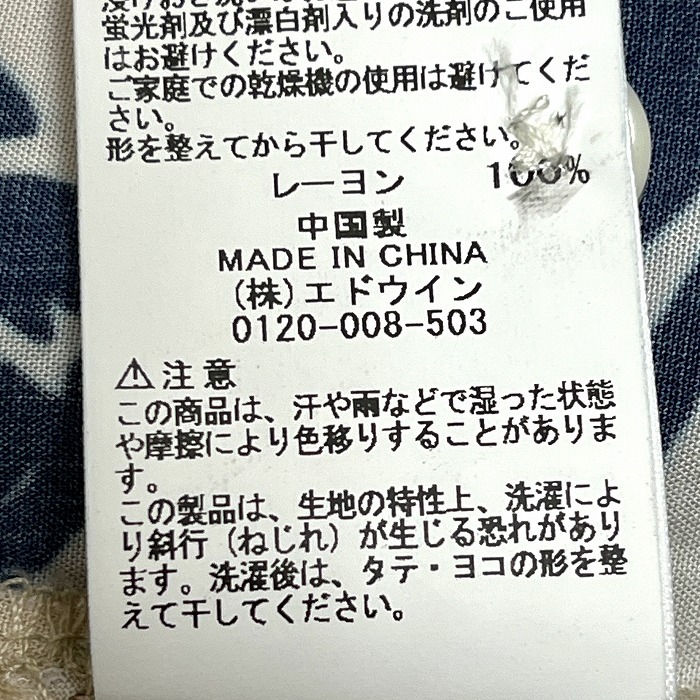 蛍光剤及び漂白剤入りの洗剤のご使用
はお避けください。
ご家庭での乾燥機の使用は避けてくだ
さい。
形を整えてから干してください。
レーヨン 100%
中国製
MADE IN CHINA
(株)エドウイン
0120-008-503
⚠注意
この商品は、汗や雨などで湿った状態
や摩擦により色移りすることがありま
す。
この製品は、生地の特性上、洗濯によ
り斜行（ねじれ）が生じる恐れがあり
ます。洗濯後は、タテ・ヨコの形を整
えて干してください。